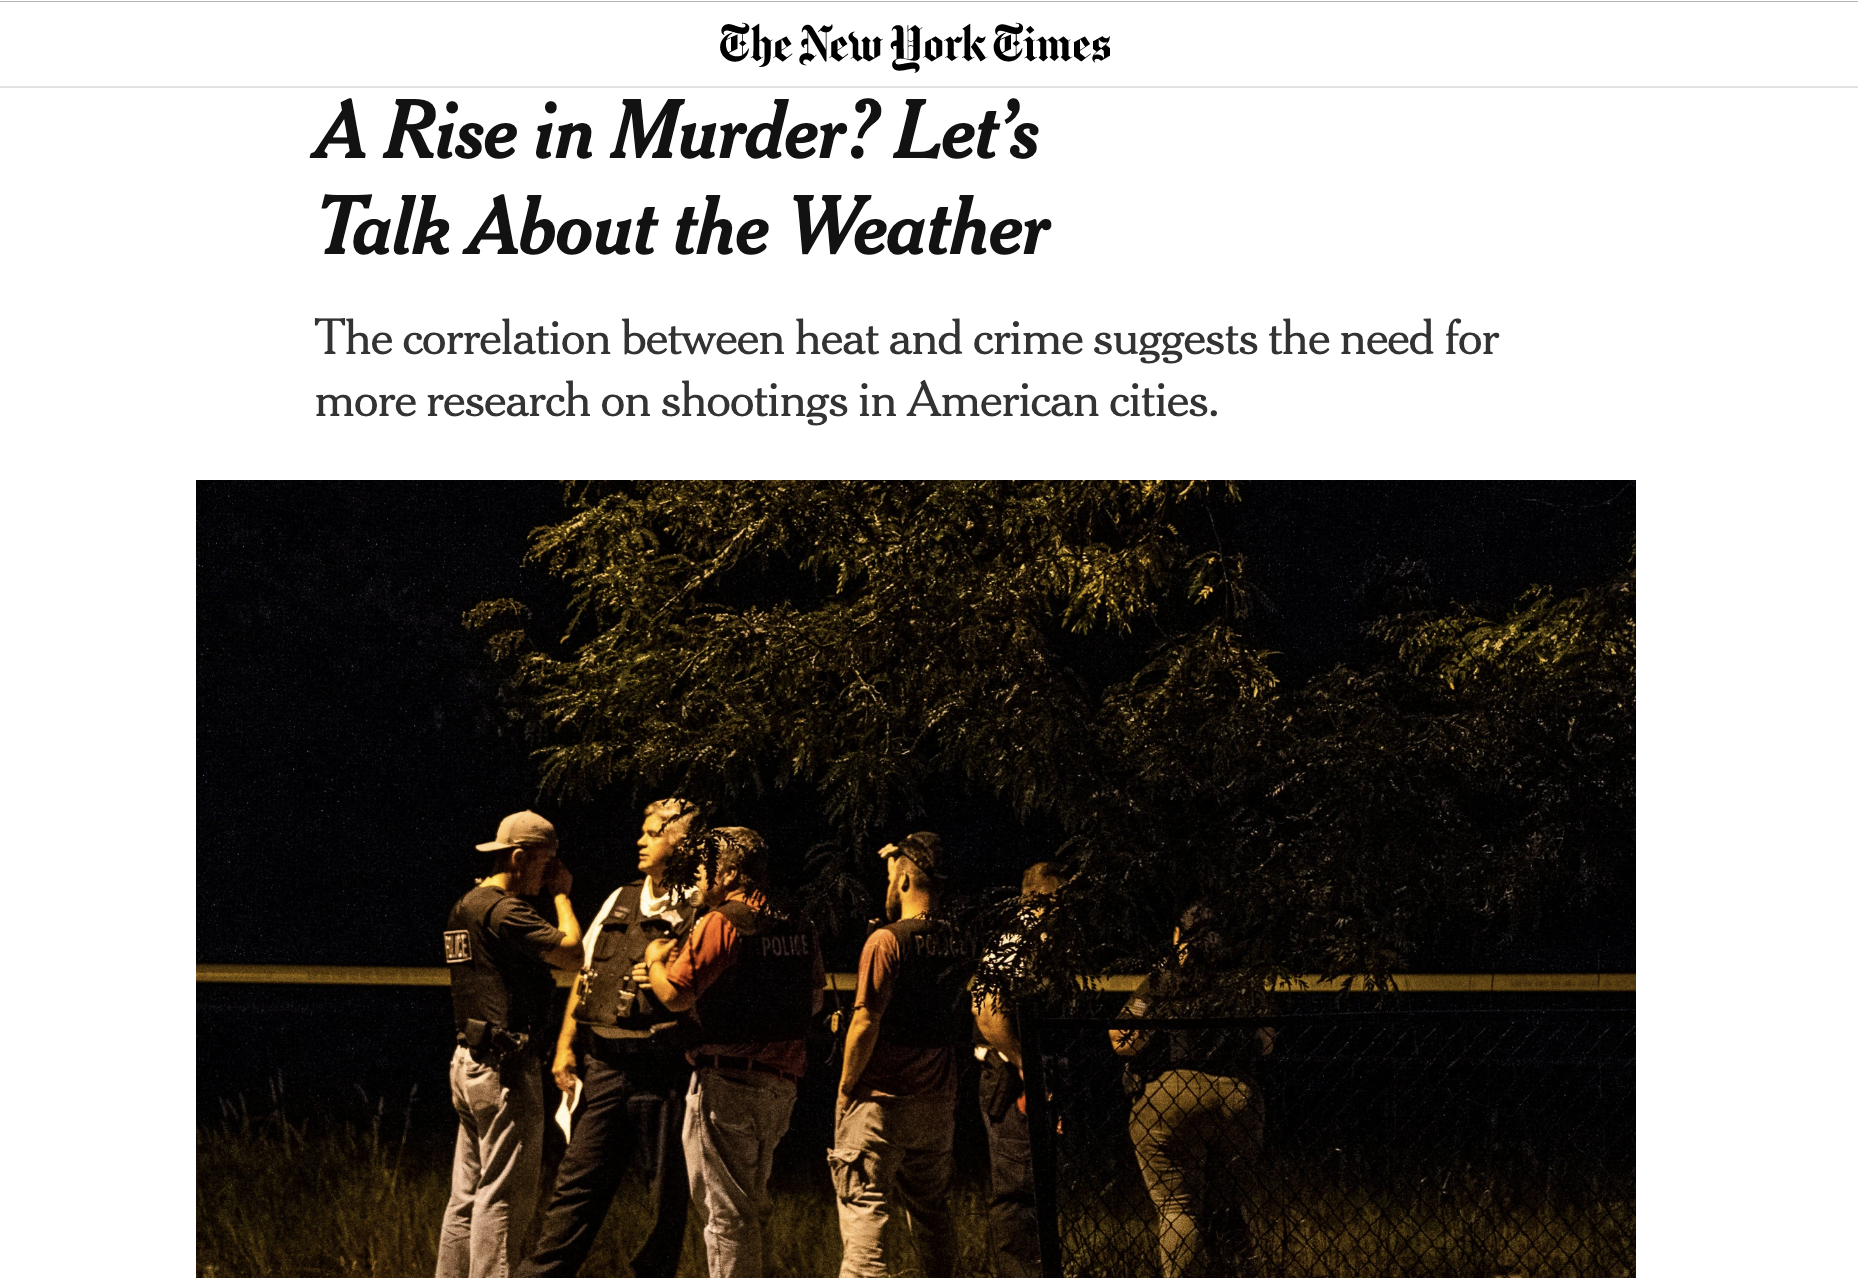 The New York Times
A Rise in Murder? Let’s
Talk About the Weather
The correlation between heat and crime suggests the need for
more research on shootings in American cities.
POLICE
POLICE
POLICE